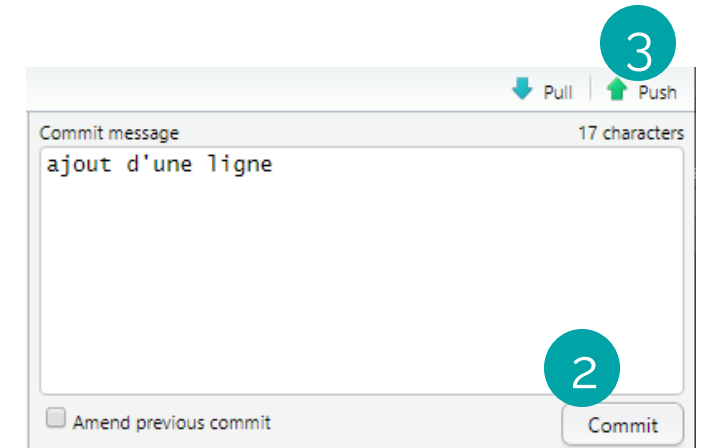 3
Pull Push
Commit message 17 characters
ajout d'une ligne
2
Amend previous commit Commit